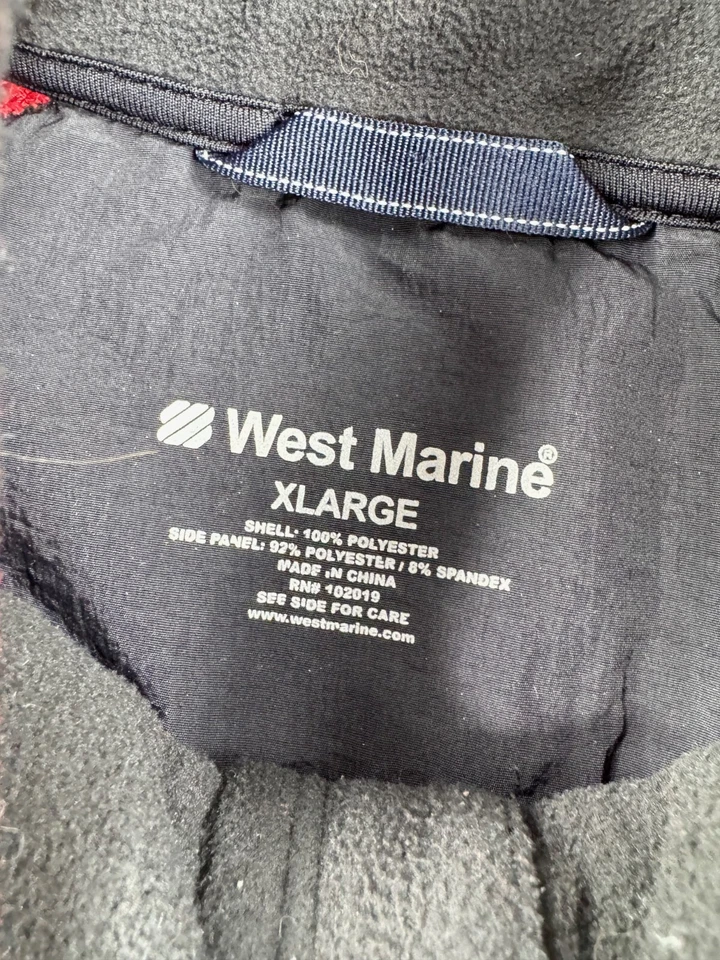 West Marine®
XLARGE
SHELL: 100% POLYESTER
SIDE PANEL: 92% POLYESTER / 8% SPANDEX
MADE IN CHINA
RN# 102019
SEE SIDE FOR CARE
www.westmarine.com